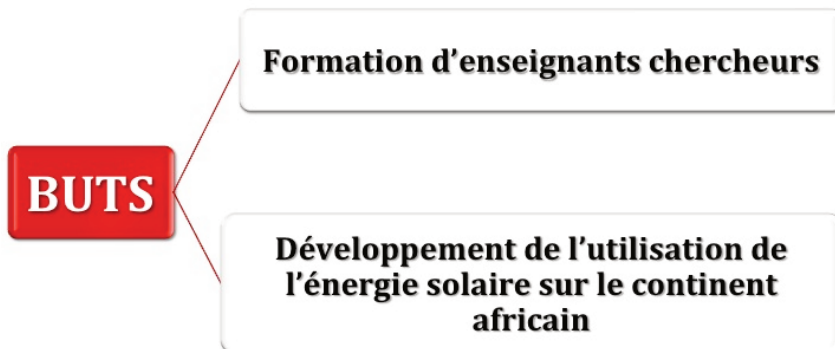 Formation d’enseignants chercheurs
BUTS
Développement de l’utilisation de
l’énergie solaire sur le continent
africain